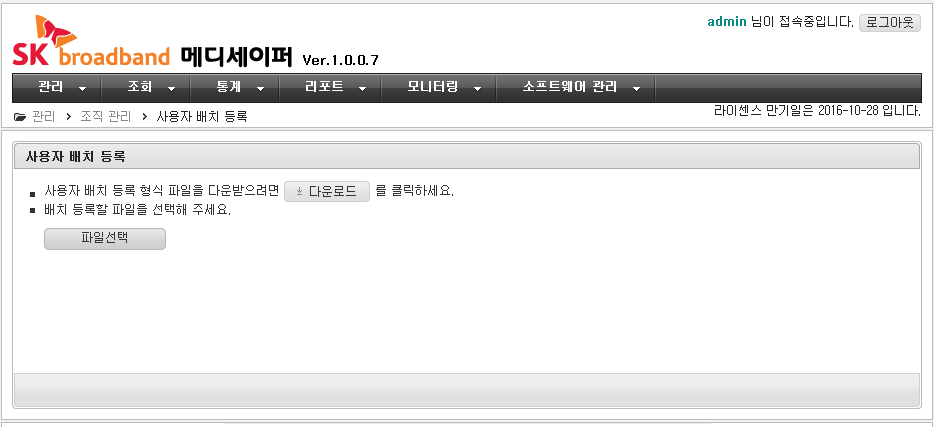 admin 님이 접속중입니다. 로그아웃
SK broadband 메디세이퍼 Ver.1.0.0.7
관리 조회 통계 리포트 모니터링 소프트웨어 관리
관리 > 조직 관리 > 사용자 배치 등록 라이센스 만기일은 2016-10-28 입니다.
사용자 배치 등록
사용자 배치 등록 형식 파일을 다운받으려면 다운로드 를 클릭하세요.
배치 등록할 파일을 선택해 주세요.
파일선택